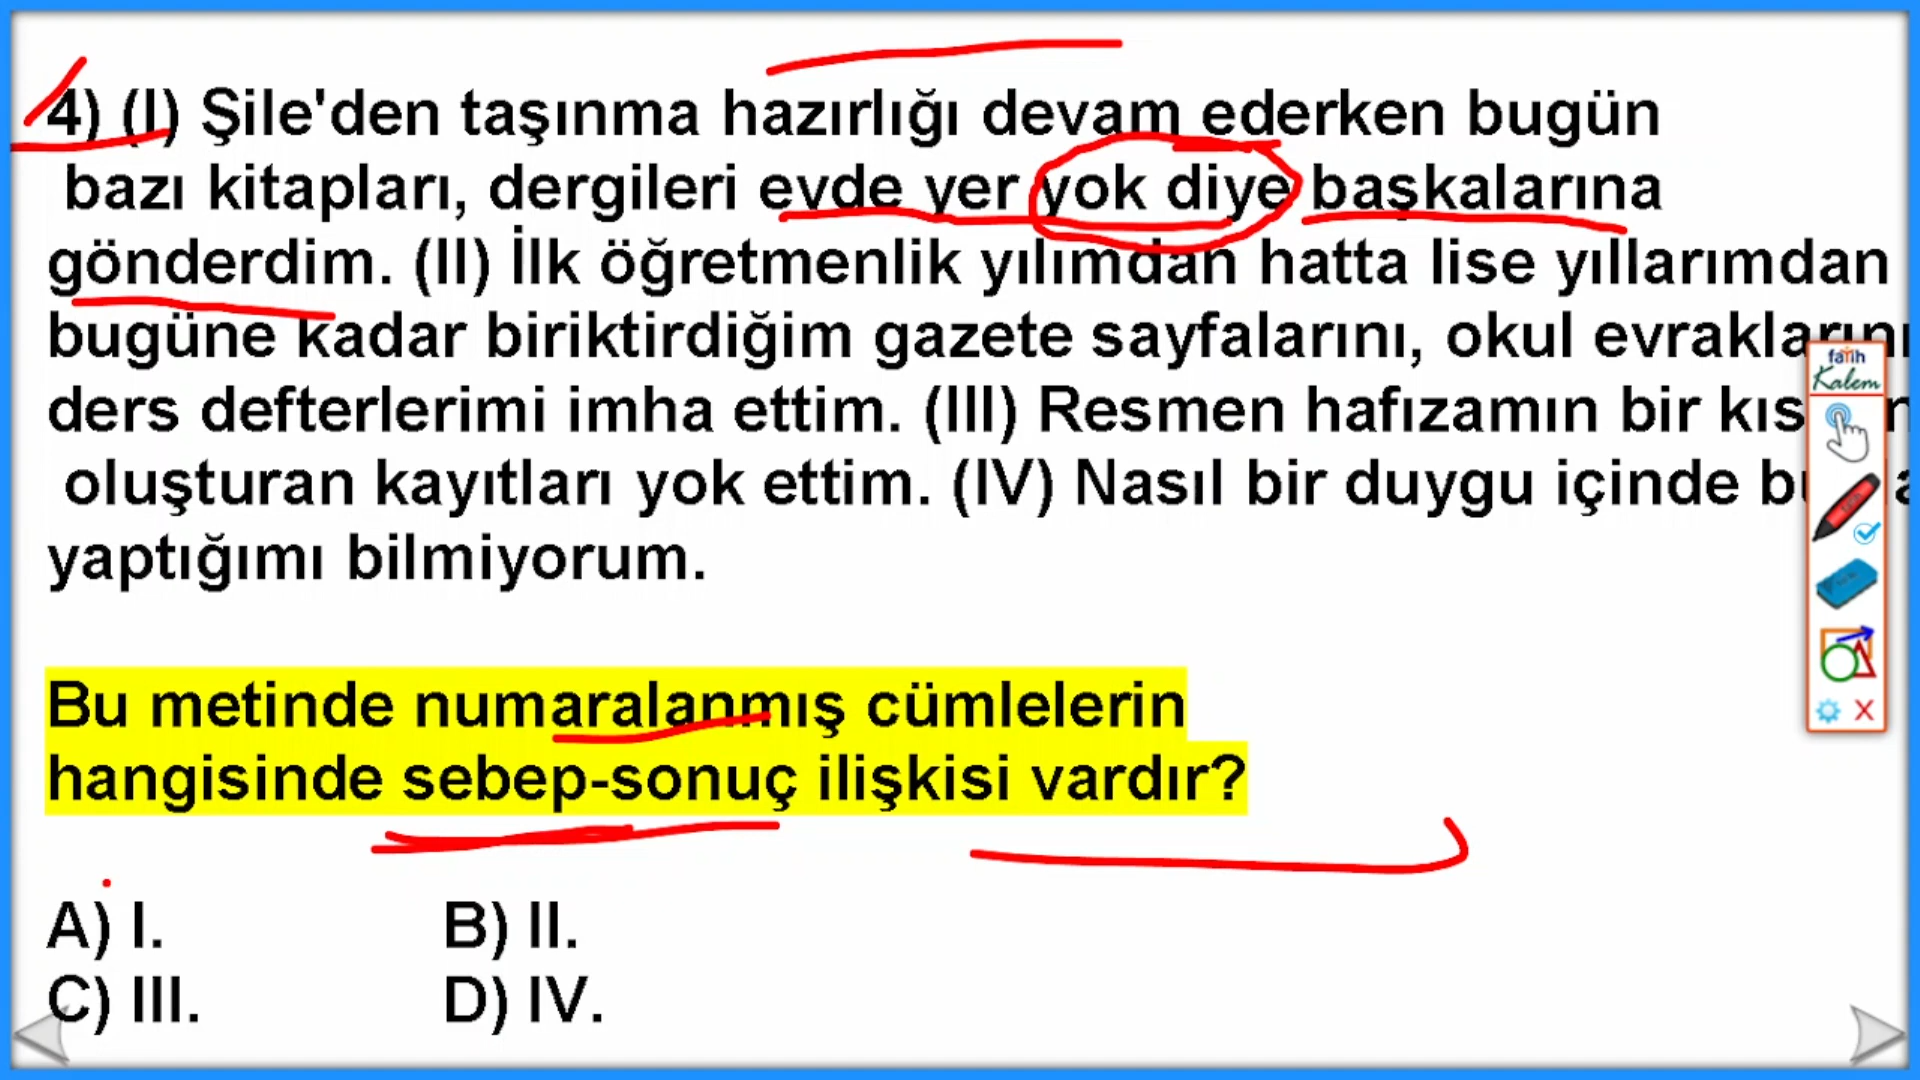 4) (I) Şile'den taşınma hazırlığı devam ederken bugün
bazı kitapları, dergileri evde yer yok diye başkalarına
gönderdim. (II) İlk öğretmenlik yılımdan hatta lise yıllarımdan
bugüne kadar biriktirdiğim gazete sayfalarını, okul evraklarını
ders defterlerimi imha ettim. (III) Resmen hafızamın bir
oluşturan kayıtları yok ettim. (IV) Nasıl bir duygu içinde
yaptığımı bilmiyorum.
Bu metinde numaralanmış cümlelerin
hangisinde sebep-sonuç ilişkisi vardır?
A) I. B) II.
C) III. D) IV.
fatih
Kalem